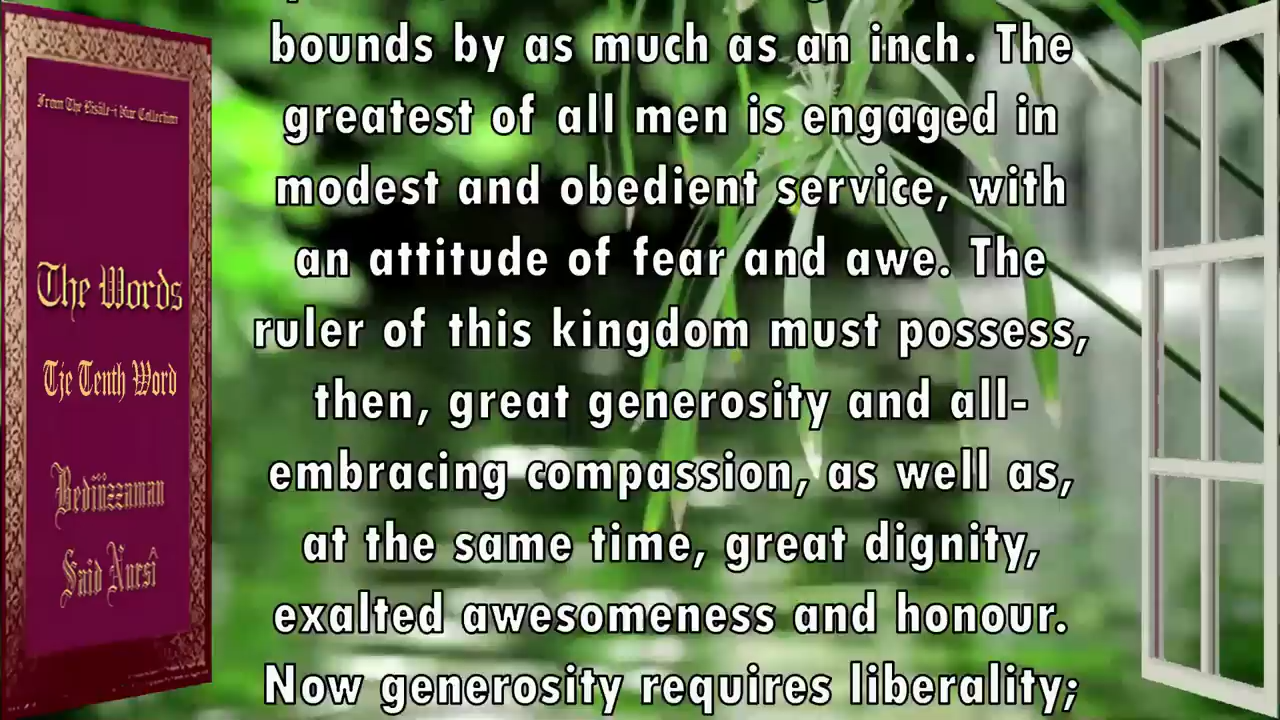 From The Risâle-i Nur Collection
The Words
Tje Tenth Word
Bediüzzaman
Said Nursî
bounds by as much as an inch. The
greatest of all men is engaged in
modest and obedient service, with
an attitude of fear and awe. The
ruler of this kingdom must possess,
then, great generosity and all-
embracing compassion, as well as,
at the same time, great dignity,
exalted awesomeness and honour.
Now generosity requires liberality;